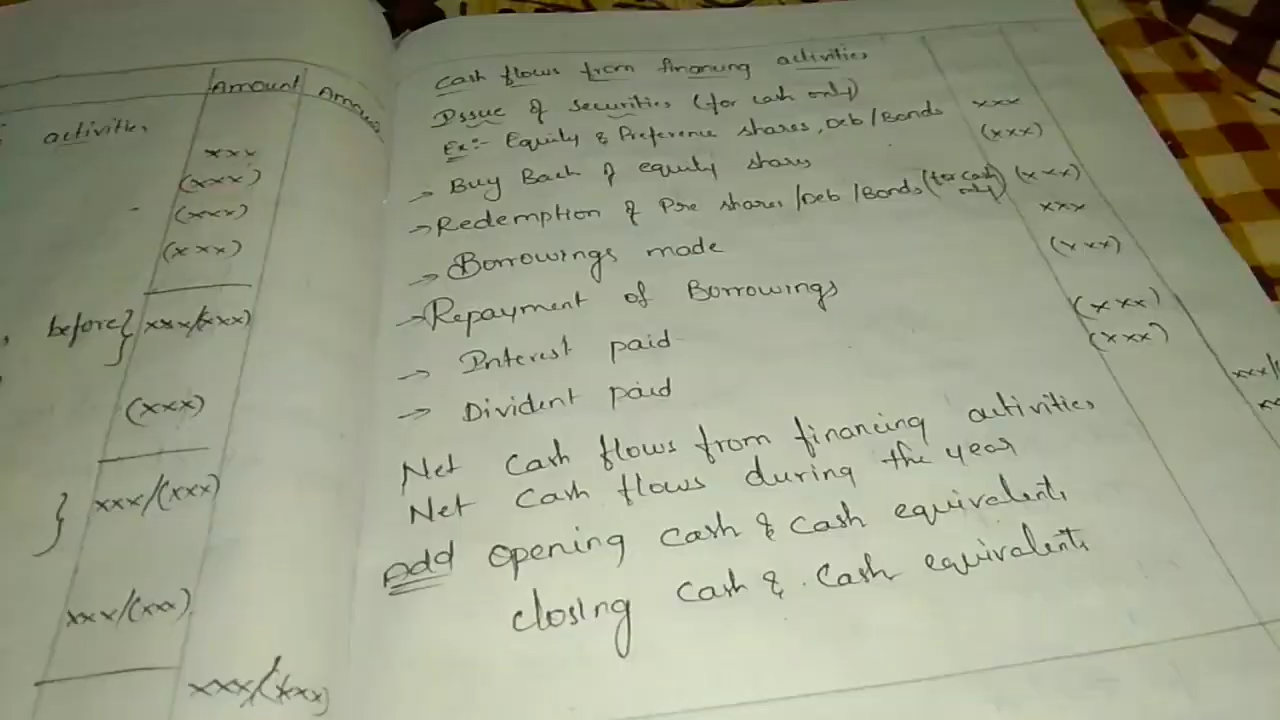 Amount Amoun
activities
xxx
(xxx)
(xxx)
(xxx)
, before} xxx/(xxx)
(xxx)
} xxx/(xxx)
xxx/(xxx)
xxx/(xxx)
Cash flows from financing activities
Issue of securities (for cash only)
Ex:- Equity & Preference shares, Deb/Bonds xxx
→ Buy Back of equity shares (xxx)
→ Redemption of Pre shares/Deb/Bonds (for cash only) (xxx)
→ Borrowings made xxx
→ Repayment of Borrowings (xxx)
→ Interest paid (xxx)
→ Divident paid (xxx)
Net Cash flows from financing activities xxx/
Net Cash flows during the year xx
Add opening cash & cash equivalents
closing cash & cash equivalents